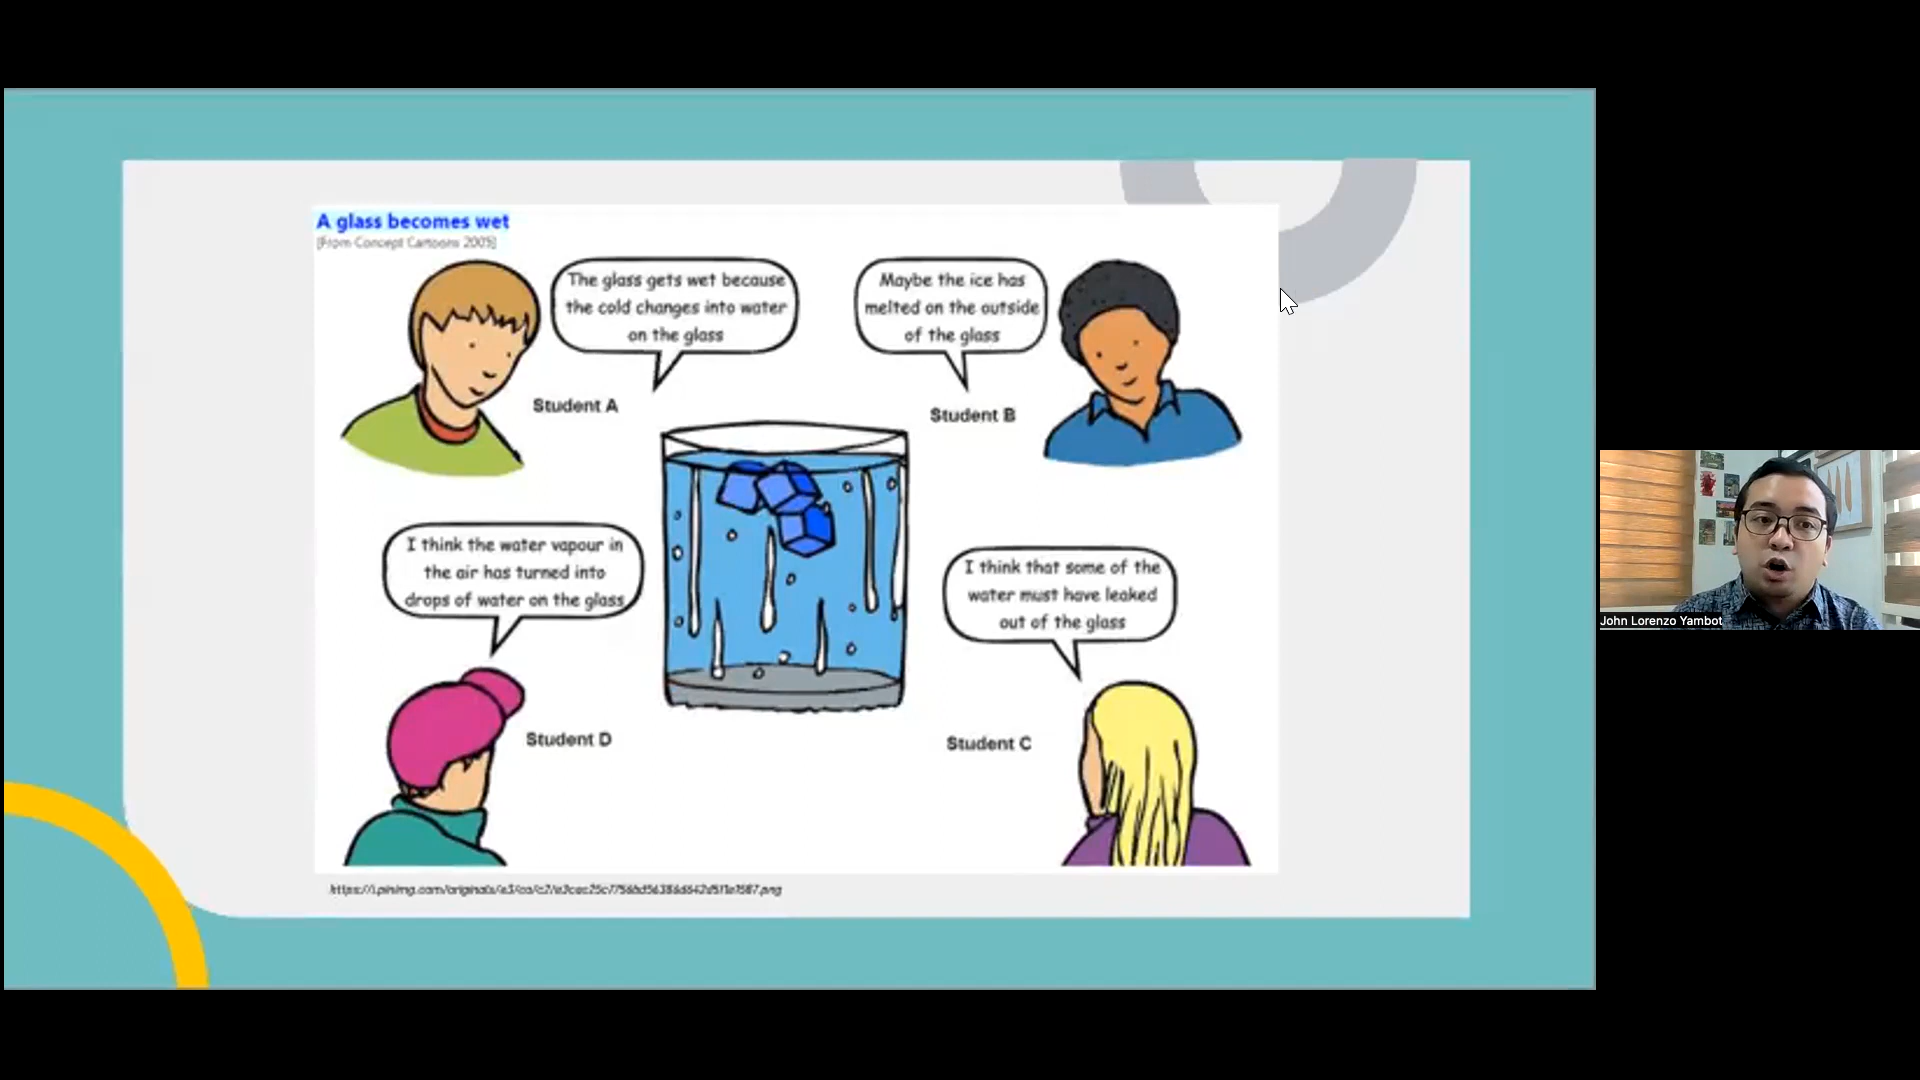 A glass becomes wet
[From Concept Cartoons 2005]
The glass gets wet because
the cold changes into water
on the glass
Student A
Maybe the ice has
melted on the outside
of the glass
Student B
I think the water vapour in
the air has turned into
drops of water on the glass
Student D
I think that some of the
water must have leaked
out of the glass
Student C
John Lorenzo Yambot